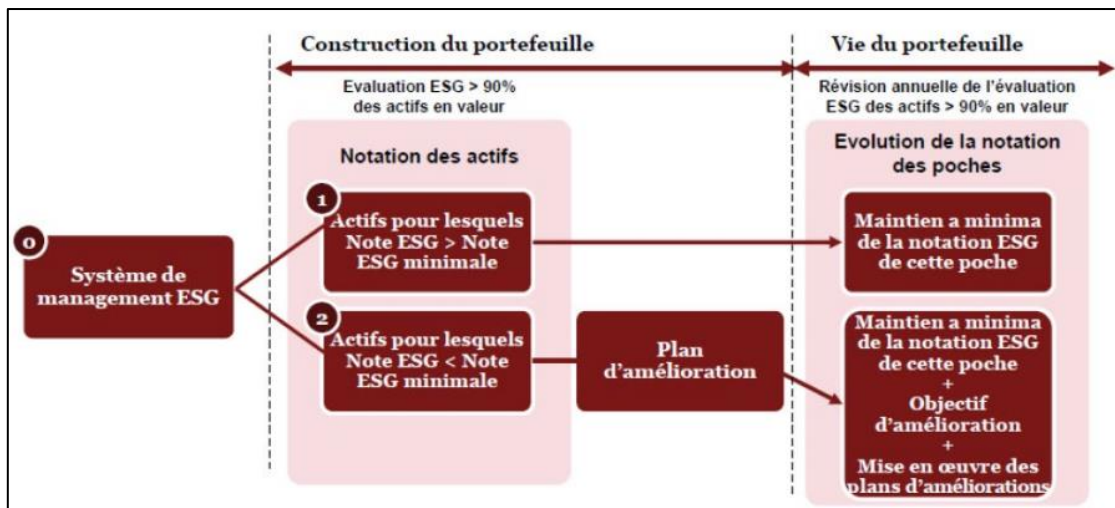 Construction du portefeuille
Vie du portefeuille
Evaluation ESG > 90%
des actifs en valeur
Révision annuelle de l'évaluation
ESG des actifs > 90% en valeur
Notation des actifs
Evolution de la notation
des poches
0
Système de
management ESG
1
Actifs pour lesquels
Note ESG > Note
ESG minimale
Maintien a minima
de la notation ESG
de cette poche
2
Actifs pour lesquels
Note ESG < Note
ESG minimale
Plan
d'amélioration
Maintien a minima
de la notation ESG
de cette poche
+
Objectif
d'amélioration
+
Mise en œuvre des
plans d'améliorations